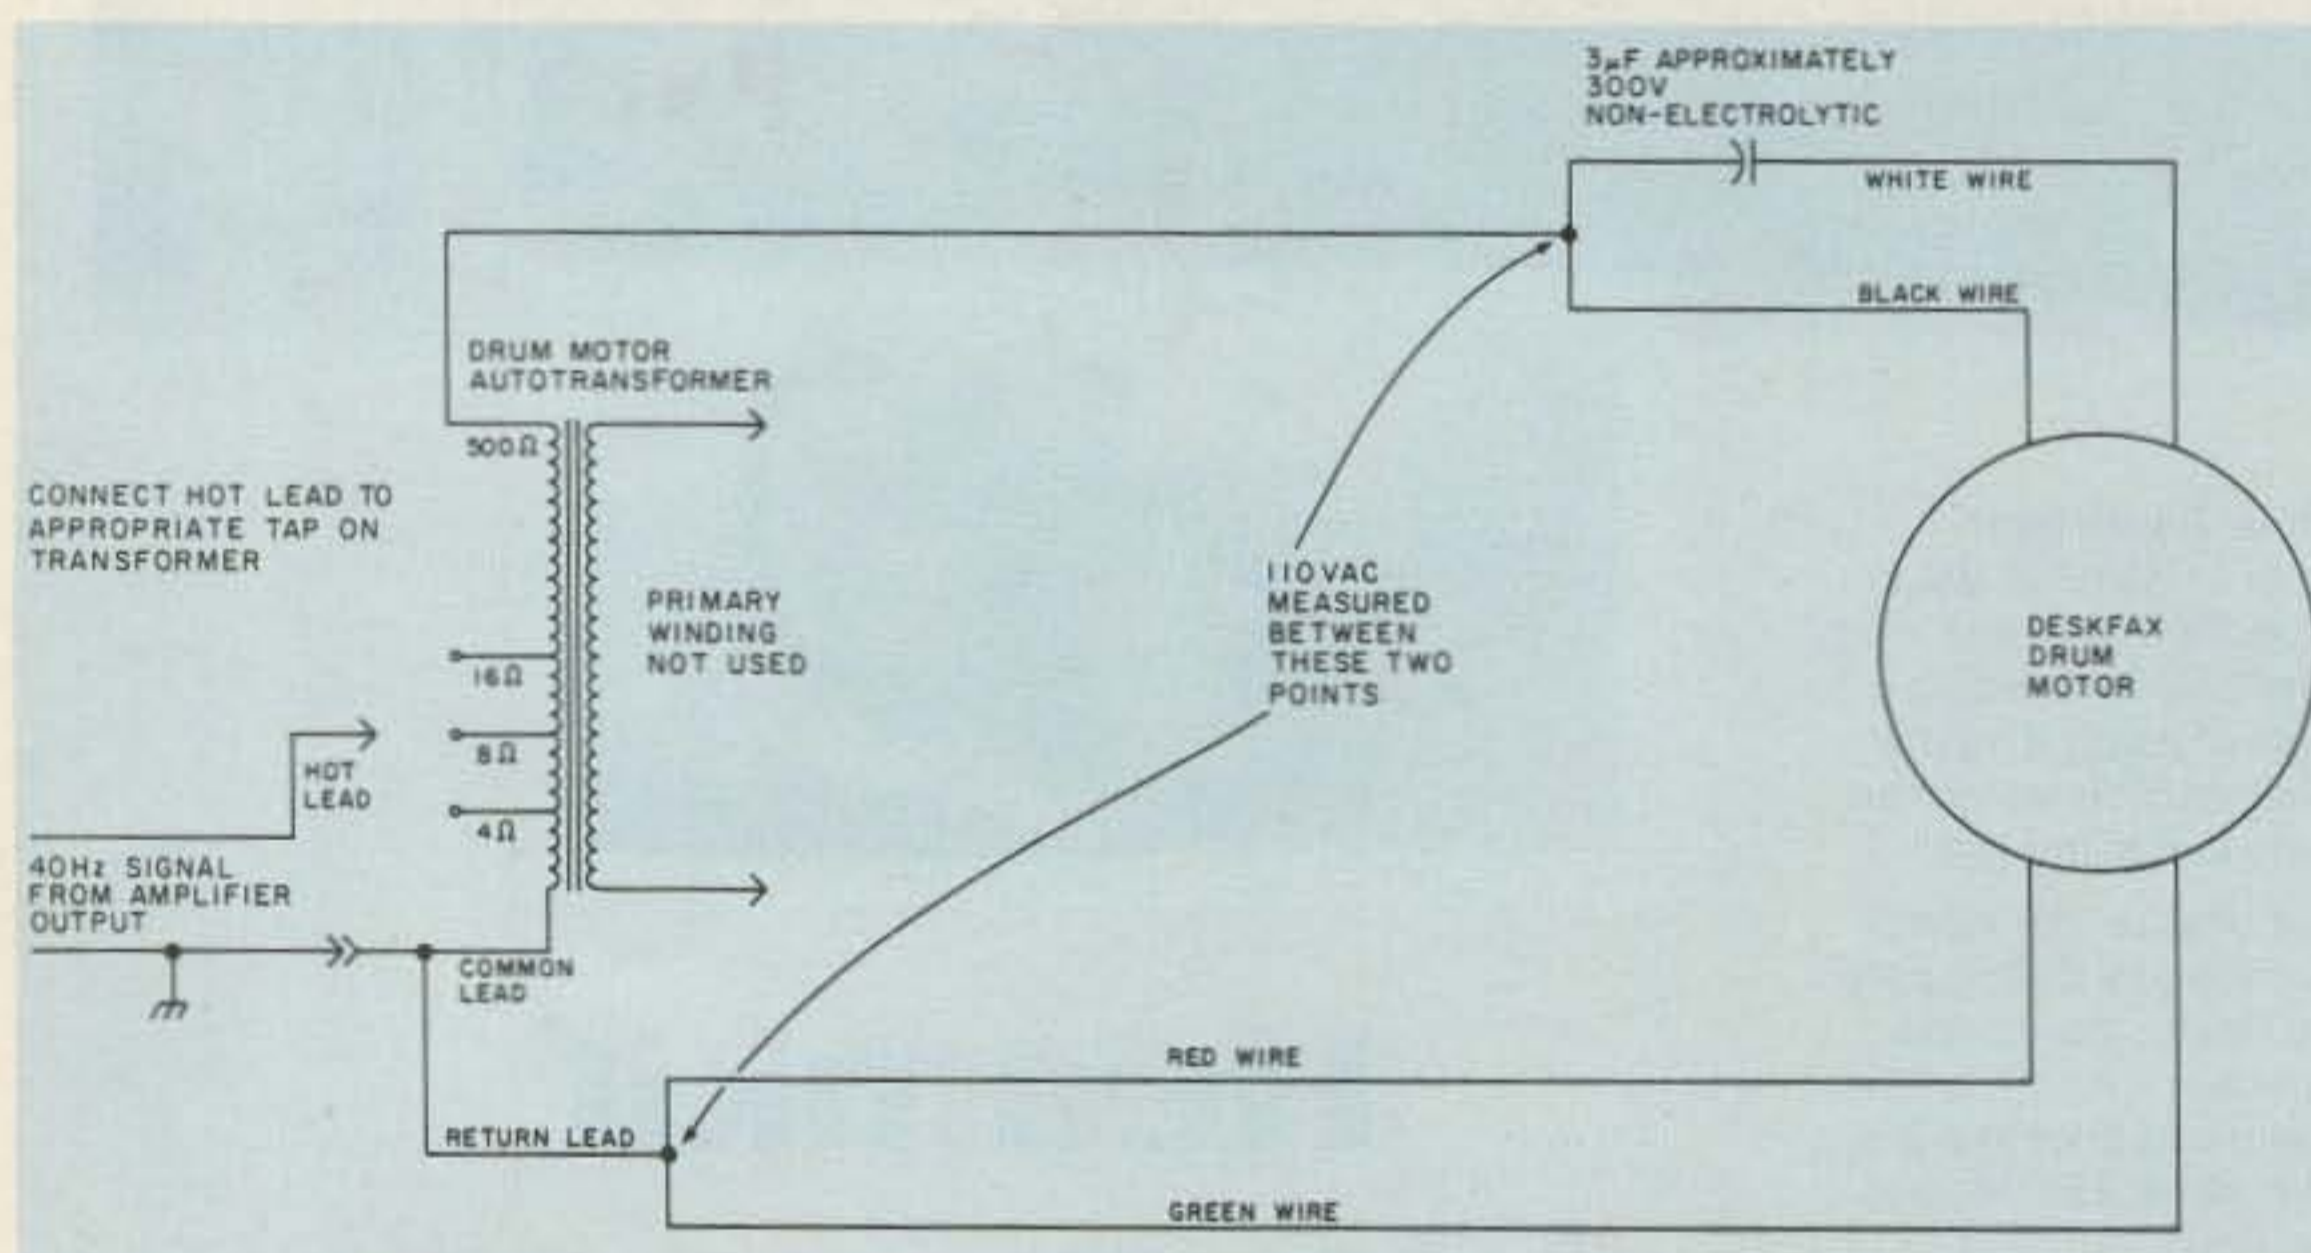 3µF APPROXIMATELY
300V
NON-ELECTROLYTIC
WHITE WIRE
BLACK WIRE
DRUM MOTOR
AUTOTRANSFORMER
500Ω
CONNECT HOT LEAD TO
APPROPRIATE TAP ON
TRANSFORMER
16Ω
8Ω
4Ω
PRIMARY
WINDING
NOT USED
110VAC
MEASURED
BETWEEN
THESE TWO
POINTS
DESKFAX
DRUM
MOTOR
HOT
LEAD
40Hz SIGNAL
FROM AMPLIFIER
OUTPUT
COMMON
LEAD
RED WIRE
RETURN LEAD
GREEN WIRE